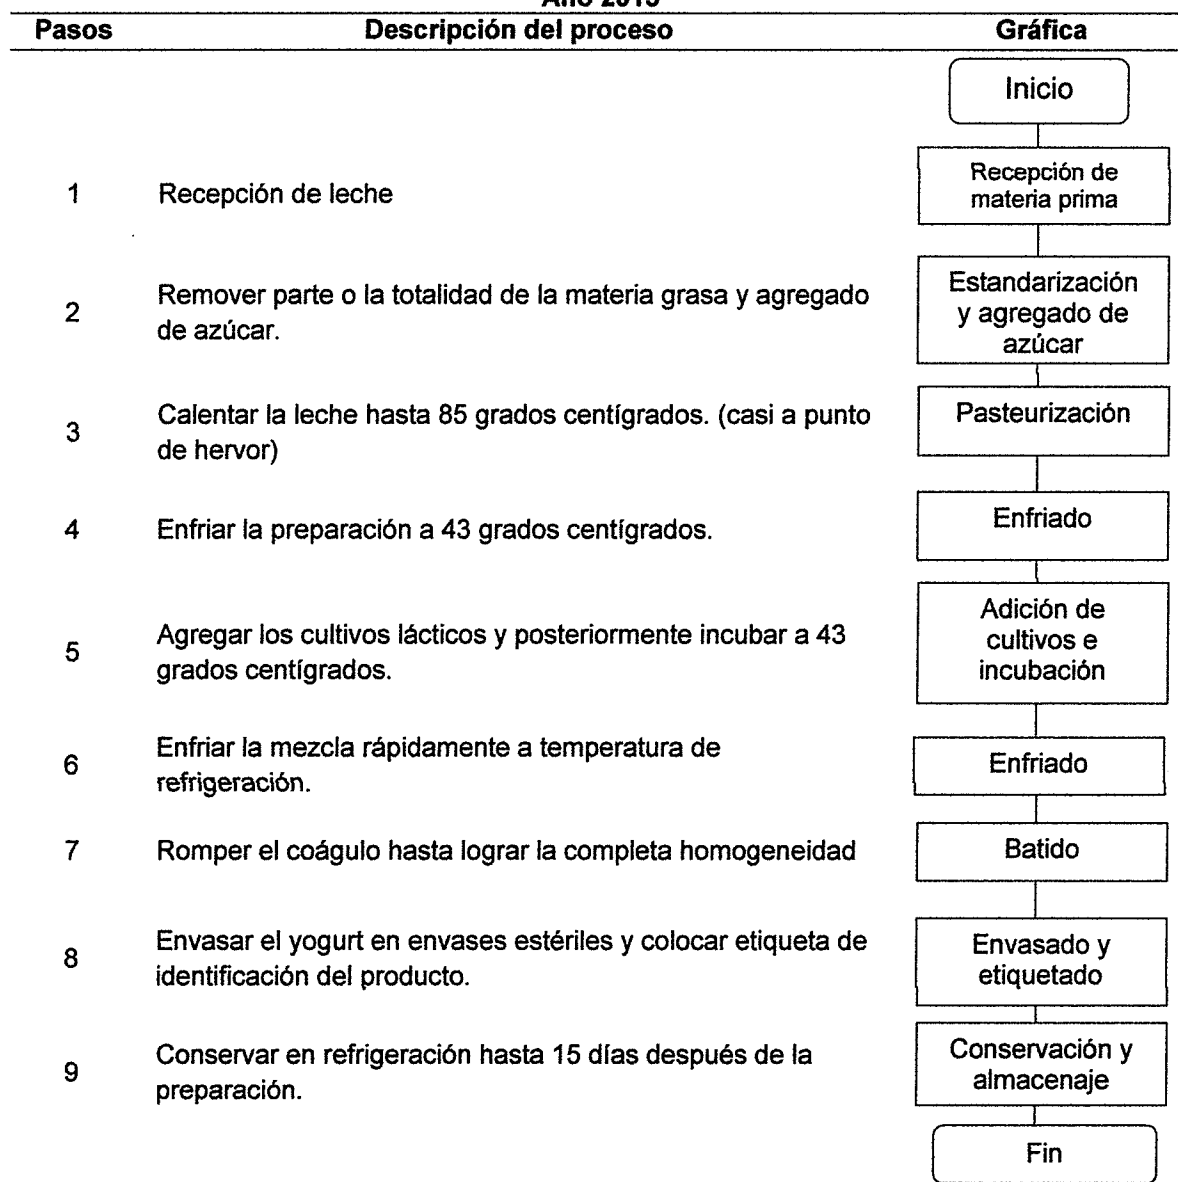 Año 2015
Pasos Descripción del proceso Gráfica
Inicio
1 Recepción de leche
Recepción de
materia prima
2 Remover parte o la totalidad de la materia grasa y agregado
de azúcar.
Estandarización
y agregado de
azúcar
3 Calentar la leche hasta 85 grados centígrados. (casi a punto
de hervor)
Pasteurización
4 Enfriar la preparación a 43 grados centígrados.
Enfriado
5 Agregar los cultivos lácticos y posteriormente incubar a 43
grados centígrados.
Adición de
cultivos e
incubación
6 Enfriar la mezcla rápidamente a temperatura de
refrigeración.
Enfriado
7 Romper el coágulo hasta lograr la completa homogeneidad
Batido
8 Envasar el yogurt en envases estériles y colocar etiqueta de
identificación del producto.
Envasado y
etiquetado
9 Conservar en refrigeración hasta 15 días después de la
preparación.
Conservación y
almacenaje
Fin